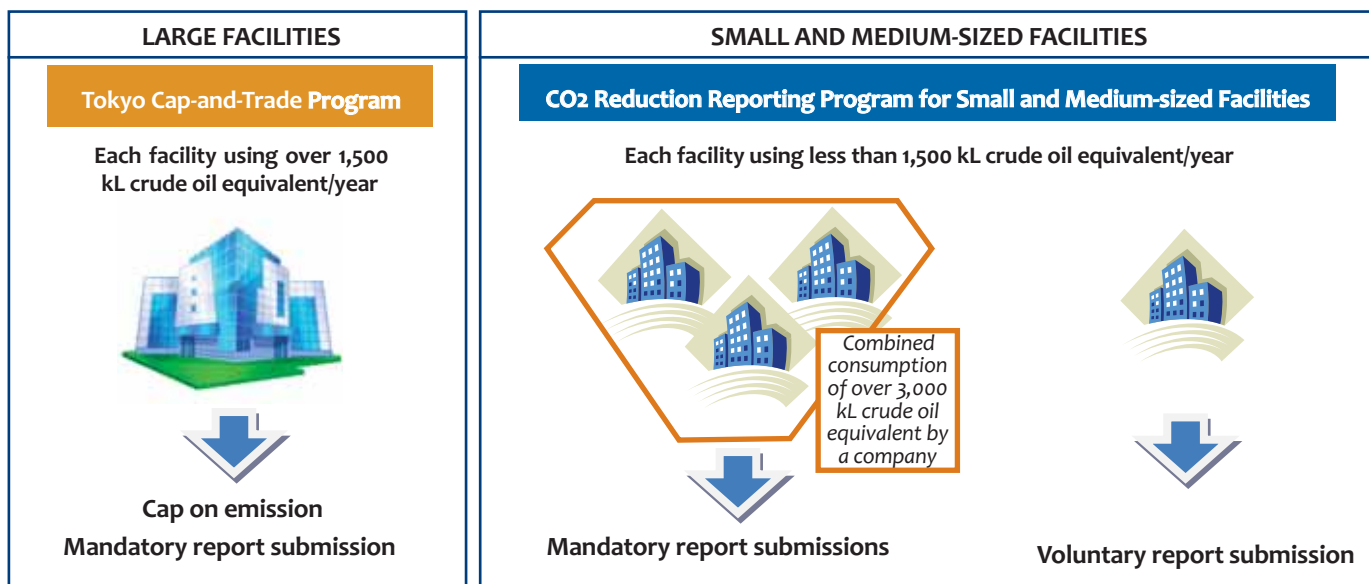 LARGE FACILITIES
Tokyo Cap-and-Trade Program
Each facility using over 1,500
kL crude oil equivalent/year
Cap on emission
Mandatory report submission
SMALL AND MEDIUM-SIZED FACILITIES
CO2 Reduction Reporting Program for Small and Medium-sized Facilities
Each facility using less than 1,500 kL crude oil equivalent/year
Combined
consumption
of over 3,000
kL crude oil
equivalent by
a company
Mandatory report submissions
Voluntary report submission